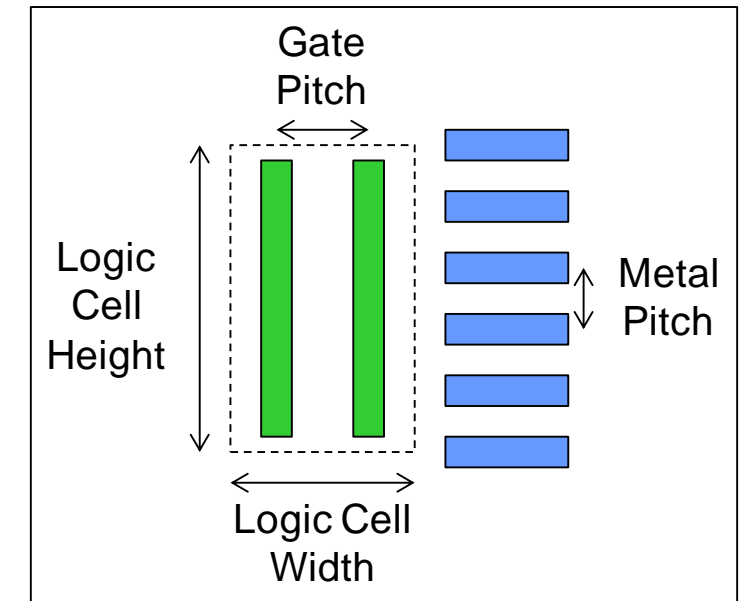 Gate
Pitch
Logic
Cell
Height
Metal
Pitch
Logic Cell
Width